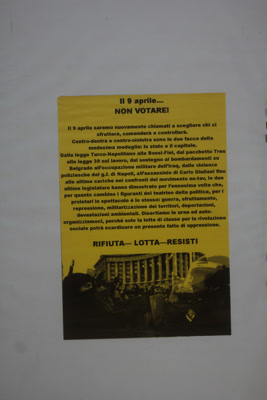 Il 9 aprile...
NON VOTARE!
Il 9 aprile saremo nuovamente chiamati a scegliere chi ci
sfrutterà, comanderà e controllerà.
Centro-destra e centro-sinistra sono le due facce della
medesima medaglia: lo stato e il capitale.
Dalla legge Turco-Napolitano alla Bossi-Fini, dal pacchetto Treu
alla legge 30 sul lavoro, dal sostegno ai bombardamenti su
Belgrado all'occupazione militare dell'Iraq, dalle violenze
poliziesche del g.f. di Napoli, all'assassinio di Carlo Giuliani fino
alle ultime cariche nei confronti del movimento no-tav, le due
ultime legislature hanno dimostrato per l'ennesima volta che,
per quanto cambino i figuranti del teatrino della politica, per i
proletari lo spettacolo è lo stesso: guerra, sfruttamento,
repressione, militarizzazione dei territori, deportazioni,
devastazioni ambientali. Disertiamo le urne ed auto-
organizziamoci, perché solo la lotta di classe per la rivoluzione
sociale potrà scardinare un presente fatto di oppressione.
RIFIUTA— LOTTA—RESISTI